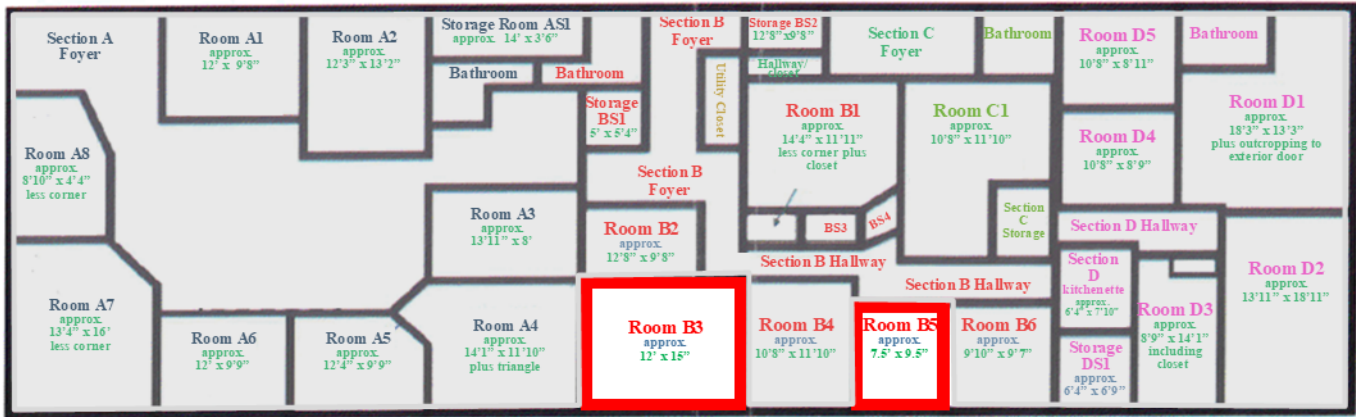 Section A
Foyer
Room A1
approx.
12' x 9'8"
Room A2
approx.
12'3" x 13'2"
Storage Room AS1
approx. 14' x 3'6"
Bathroom
Bathroom
Storage
BS1
5' x 5'4"
Section B
Foyer
Utility Closet
Storage BS2
12'8"x9'8"
Hallway/
closet
Section C
Foyer
Bathroom
Room D5
approx.
10'8" x 8'11"
Bathroom
Room B1
approx.
14'4" x 11'11"
less corner plus
closet
Room C1
approx.
10'8" x 11'10"
Room D4
approx.
10'8" x 8'9"
Room D1
approx.
18'3" x 13'3"
plus outcropping to
exterior door
Room A8
approx.
8'10" x 4'4"
less corner
Section B
Foyer
Room A3
approx.
13'11" x 8'
Room B2
approx.
12'8" x 9'8"
BS3
BS4
Section
C
Storage
Section D Hallway
Section B Hallway
Section B Hallway
Section
D
kitchenette
approx.
6'4" x 7'10"
Room D2
approx.
13'11" x 18'11"
Room A7
approx.
13'4" x 16'
less corner
Room A6
approx.
12' x 9'9"
Room A5
approx.
12'4" x 9'9"
Room A4
approx.
14'1" x 11'10"
plus triangle
Room B3
approx.
12' x 15"
Room B4
approx.
10'8" x 11'10"
Room B5
approx.
7.5' x 9.5"
Room B6
approx.
9'10" x 9'7"
Room D3
approx.
8'9" x 14'1"
including
closet
Storage
DS1
approx.
6'4" x 6'9"